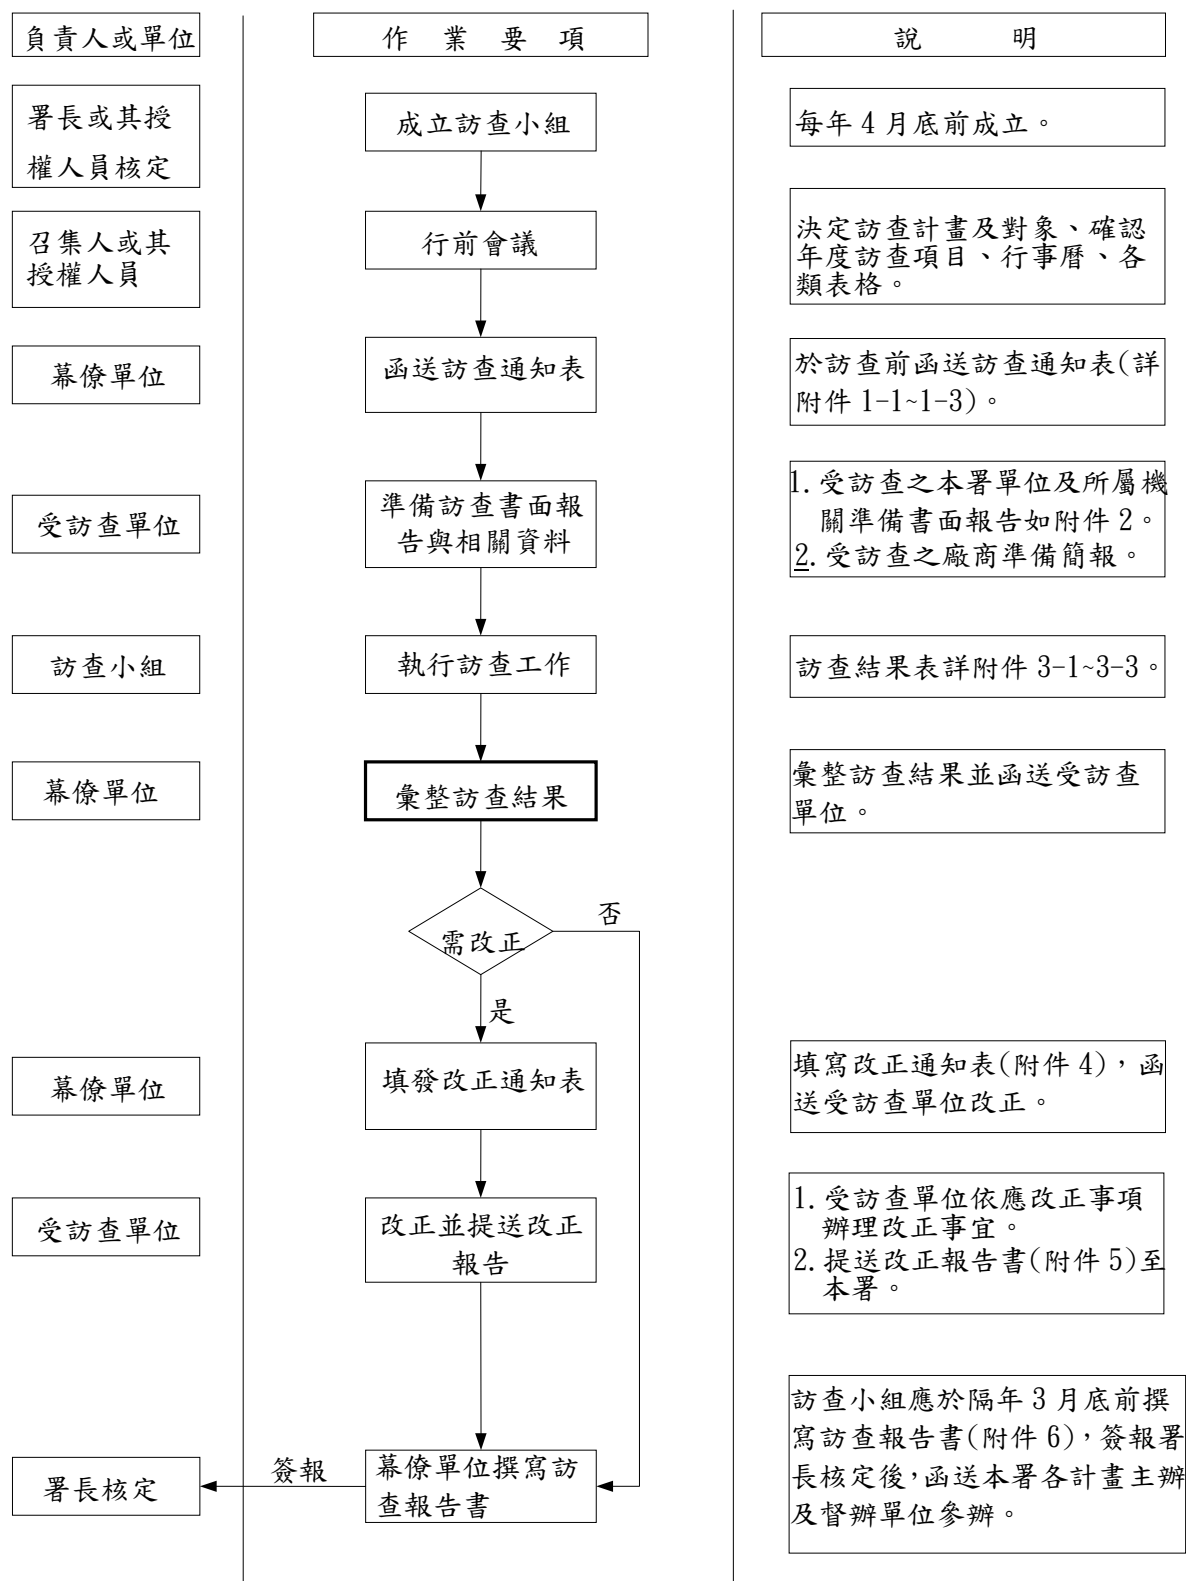 負責人或單位
作業要項
說明
署長或其授
權人員核定
成立訪查小組
每年4月底前成立。
召集人或其
授權人員
行前會議
決定訪查計畫及對象、確認
年度訪查項目、行事曆、各
類表格。
幕僚單位
函送訪查通知表
於訪查前函送訪查通知表(詳
附件1-1~1-3)。
受訪查單位
準備訪查書面報
告與相關資料
1.受訪查之本署單位及所屬機
關準備書面報告如附件2。
2.受訪查之廠商準備簡報。
訪查小組
執行訪查工作
訪查結果表詳附件3-1~3-3。
幕僚單位
彙整訪查結果
彙整訪查結果並函送受訪查
單位。
需改正
否
是
幕僚單位
填發改正通知表
填寫改正通知表(附件4),函
送受訪查單位改正。
受訪查單位
改正並提送改正
報告
1.受訪查單位依應改正事項
辦理改正事宜。
2.提送改正報告書(附件5)至
本署。
署長核定
簽報
幕僚單位撰寫訪
查報告書
訪查小組應於隔年3月底前撰
寫訪查報告書(附件6),簽報署
長核定後,函送本署各計畫主辦
及督辦單位參辦。